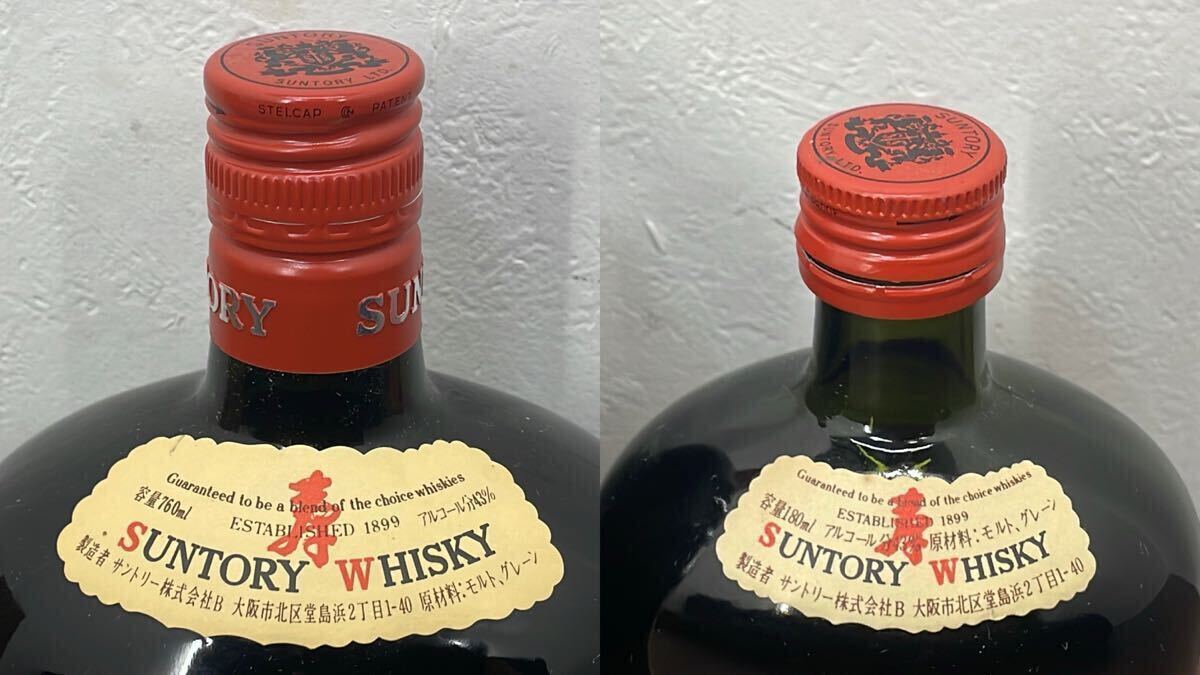 SUNTORY
SUNTORY LTD.
STELCAP PATENT
ORY SUN
Guaranteed to be a blend of the choice whiskies
容量760ml ESTABLISHED 1899 アルコール分43%
寿
SUNTORY WHISKY
製造者 サントリー株式会社B 大阪市北区堂島浜2丁目1-40 原材料:モルト、グレーン
SUNTORY
SUNTORY LTD.
Guaranteed to be a blend of the choice whiskies
ESTABLISHED 1899
容量180ml アルコール分43% 原材料:モルト、グレーン
寿
SUNTORY WHISKY
製造者 サントリー株式会社B 大阪市北区堂島浜2丁目1-40